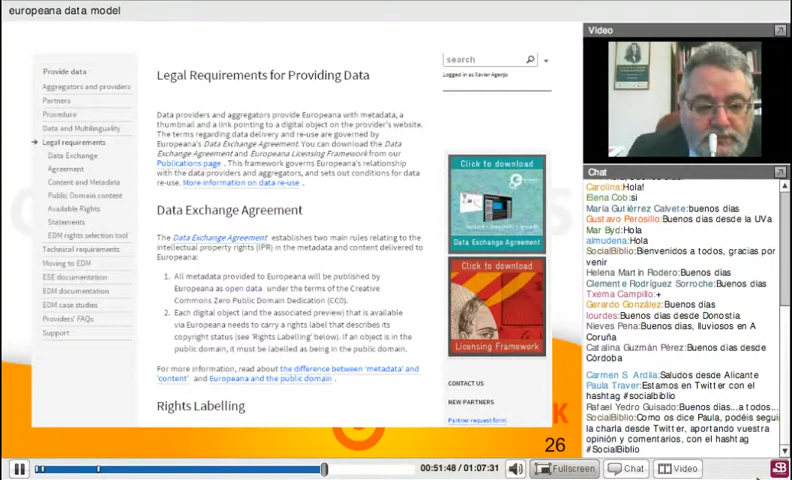 europeana data model
Provide data
Aggregators and providers
Partners
Procedure
Data and Multilinguality
Legal requirements
Data Exchange
Agreement
Content and Metadata
Public Domain content
Available Rights
Statements
EDM rights selection tool
Technical requirements
Moving to EDM
ESE documentation
EDM documentation
EDM case studies
Providers' FAQs
Support
Legal Requirements for Providing Data
Data providers and aggregators provide Europeana with metadata, a
thumbnail and a link pointing to a digital object on the provider's website.
The terms regarding data delivery and re-use are governed by
Europeana's Data Exchange Agreement. You can download the Data
Exchange Agreement and Europeana Licensing Framework from our
Publications page . This framework governs Europeana's relationship
with the data providers and aggregators, and sets out conditions for data
re-use. More information on data re-use .
Data Exchange Agreement
The Data Exchange Agreement establishes two main rules relating to the
intellectual property rights (IPR) in the metadata and content delivered to
Europeana:
1. All metadata provided to Europeana will be published by
Europeana as open data under the terms of the Creative
Commons Zero Public Domain Dedication (CC0).
2. Each digital object (and the associated preview) that is available
via Europeana needs to carry a rights label that describes its
copyright status (see 'Rights Labelling' below). If an object is in the
public domain, it must be labelled as being in the public domain.
For more information, read about the difference between 'metadata' and
'content' and Europeana and the public domain .
Rights Labelling
search
Logged in as Xavier Agenjo
Click to download
Data Exchange Agreement
Click to download
Licensing Framework
CONTACT US
NEW PARTNERS
Partner request form
K
26
Video
Chat
Carolina:Hola!
Elena Cob:si
María Gutiérrez Calvete:buenos días
Gustavo Perosillo:Buenos días desde la UVa
Mar Byd:Hola
almudena:Hola
SocialBiblio:Bienvenidos a todos, gracias por
venir
Helena Martín Rodero:Buenos días
Clemente Rodríguez Sorroche:Buenos días
Txema Campillo:+
Gerardo González:Buenos días
lourdes:Buenos días desde Donostia
Nieves Pena:Buenos días, lluviosos en A
Coruña
Catalina Guzmán Pérez:Buenos días desde
Córdoba
Carmen S Ardila:Saludos desde Alicante
Paula Traver:Estamos en Twitter con el
hashtag #socialbiblio
Rafael Yedro Guisado:Buenos días...a todos...
SocialBiblio:Como os dice Paula, podéis seguir
la charla desde Twitter, aportando vuestra
opinión y comentarios, con el hashtag
#SocialBiblio
00:51:48 / 01:07:31
Fullscreen
Chat
Video
SB